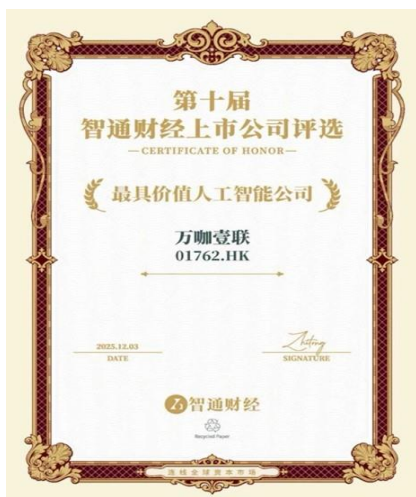 第十届
智通财经上市公司评选
—CERTIFICATE OF HONOR—
最具价值人工智能公司
万咖壹联
01762.HK
2025.12.03
DATE
Zhitong
SIGNATURE
智通财经
Recycled Paper
连线全球资本市场